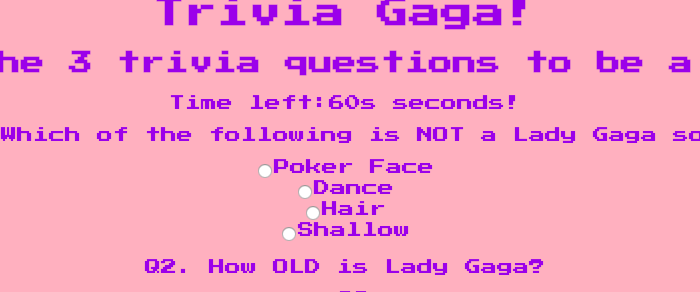 Trivia Gaga!
he 3 trivia questions to be a
Time left:60s seconds!
Which of the following is NOT a Lady Gaga so
Poker Face
Dance
Hair
Shallow
Q2. How OLD is Lady Gaga?